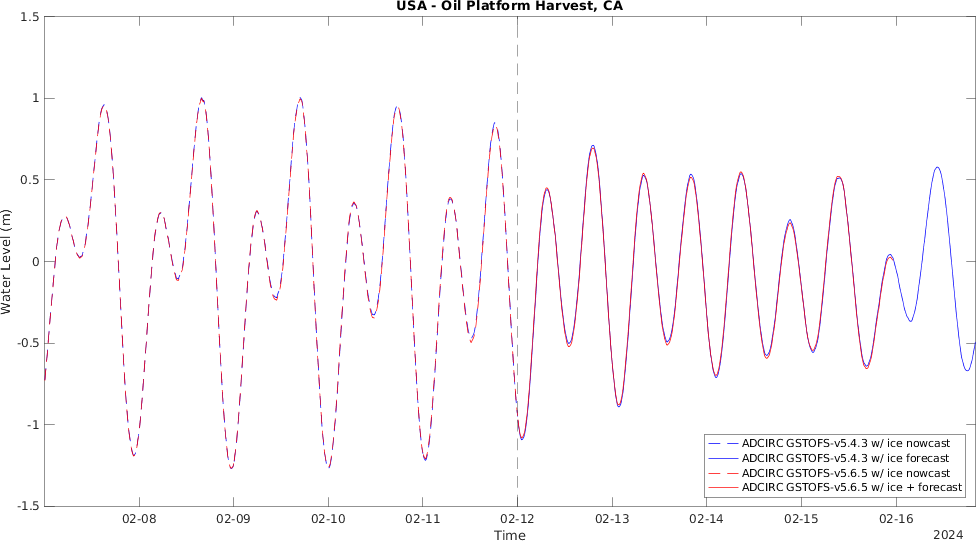 USA - Oil Platform Harvest, CA
1.5
1
0.5
0
-0.5
-1
-1.5
Water Level (m)
ADCIRC GSTOFS-v5.4.3 w/ ice nowcast
ADCIRC GSTOFS-v5.4.3 w/ ice forecast
ADCIRC GSTOFS-v5.6.5 w/ ice nowcast
ADCIRC GSTOFS-v5.6.5 w/ ice + forecast
02-08 02-09 02-10 02-11 02-12 02-13 02-14 02-15 02-16
Time
2024